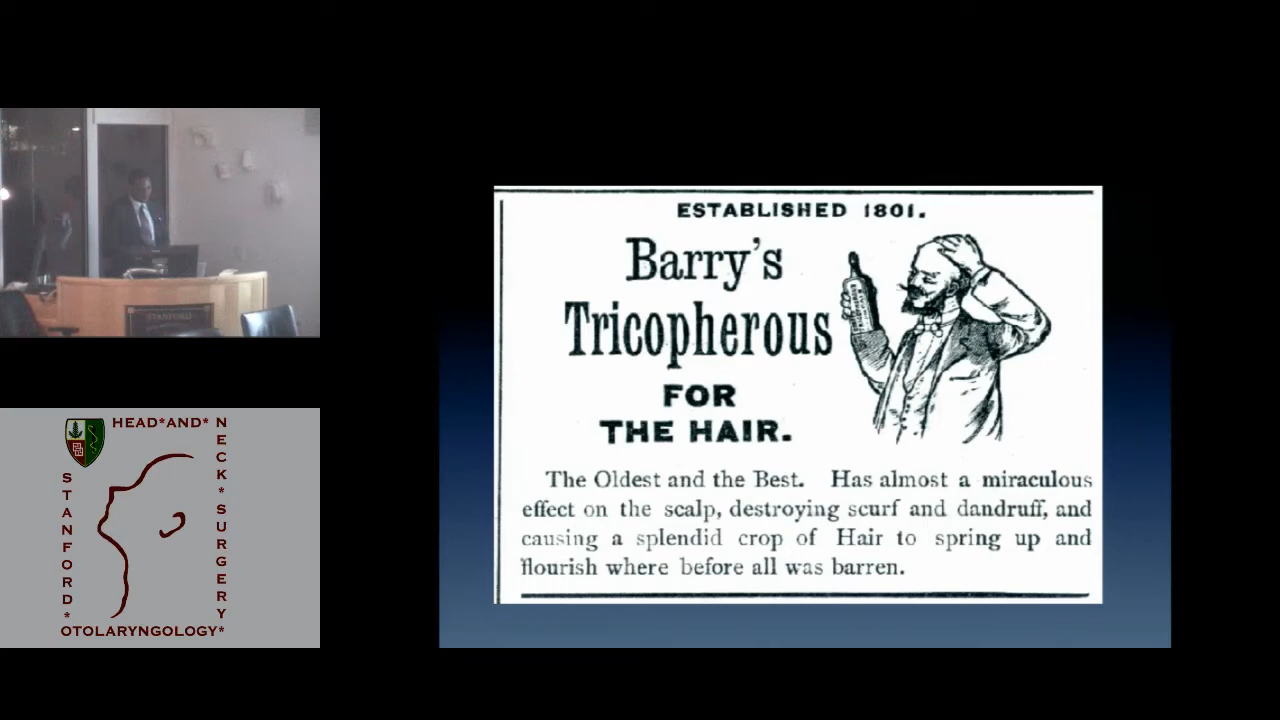 ESTABLISHED 1801.
Barry's
Tricopherous
FOR
THE HAIR.
The Oldest and the Best. Has almost a miraculous
effect on the scalp, destroying scurf and dandruff, and
causing a splendid crop of Hair to spring up and
flourish where before all was barren.
STANFORD
HEAD*AND*
NECK*SURGERY*
STANFORD*
OTOLARYNGOLOGY*